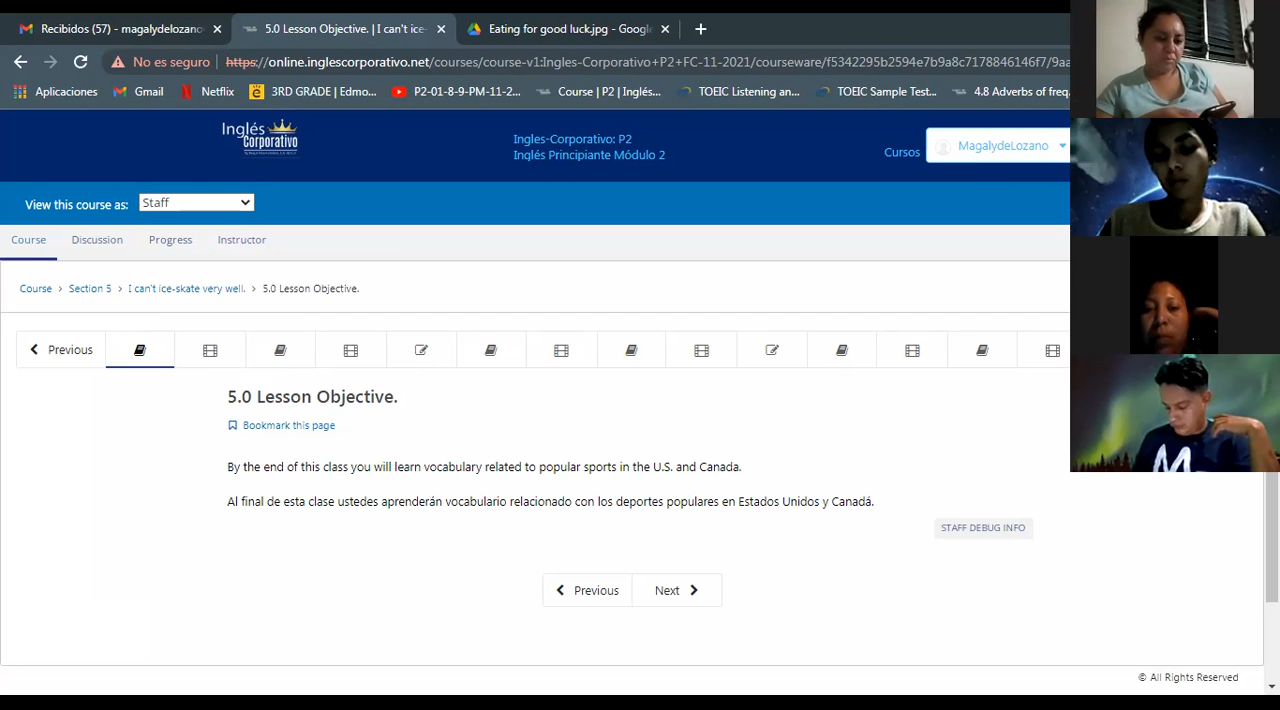 Recibidos (57) - magalydelozano
5.0 Lesson Objective. | I can't ice-
Eating for good luck.jpg - Google
No es seguro
https://online.inglescorporativo.net/courses/course-v1:Ingles-Corporativo+P2+FC-11-2021/courseware/f5342295b2594e7b9a8c7178846146f7/9aa
Aplicaciones
Gmail
Netflix
3RD GRADE | Edmo...
P2-01-8-9-PM-11-2...
Course | P2 | Inglés...
TOEIC Listening an...
TOEIC Sample Test...
4.8 Adverbs of freq.
Inglés
Corporativo
Ingles-Corporativo: P2
Inglés Principiante Módulo 2
Cursos
MagalydeLozano
View this course as:
Staff
Course
Discussion
Progress
Instructor
Course > Section 5 > I can't ice-skate very well. > 5.0 Lesson Objective.
Previous
5.0 Lesson Objective.
Bookmark this page
By the end of this class you will learn vocabulary related to popular sports in the U.S. and Canada.
Al final de esta clase ustedes aprenderán vocabulario relacionado con los deportes populares en Estados Unidos y Canadá.
STAFF DEBUG INFO
Previous
Next
© All Rights Reserved